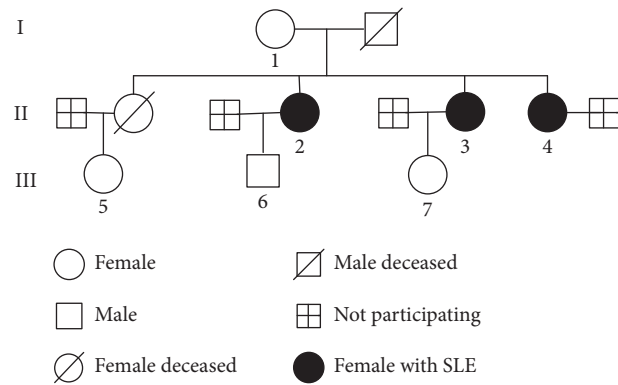 I
1
II
2
3
4
III
5
6
7
Female
Male deceased
Male
Not participating
Female deceased
Female with SLE